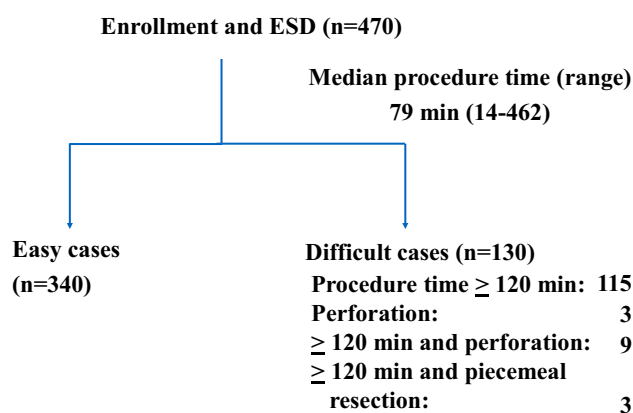 Enrollment and ESD (n=470)
Median procedure time (range)
79 min (14-462)
Easy cases
(n=340)
Difficult cases (n=130)
Procedure time ≥ 120 min: 115
Perforation: 3
≥ 120 min and perforation: 9
≥ 120 min and piecemeal
resection: 3